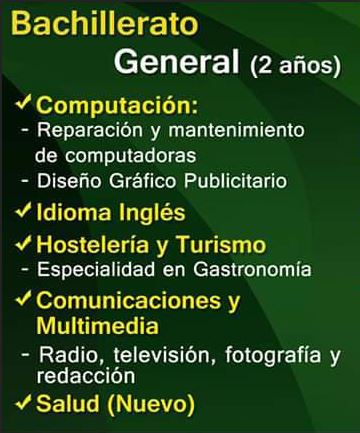 Bachillerato
General (2 años)
✓ Computación:
- Reparación y mantenimiento
de computadoras
- Diseño Gráfico Publicitario
✓ Idioma Inglés
✓ Hostelería y Turismo
- Especialidad en Gastronomía
✓ Comunicaciones y
Multimedia
- Radio, televisión, fotografía y
redacción
✓ Salud (Nuevo)